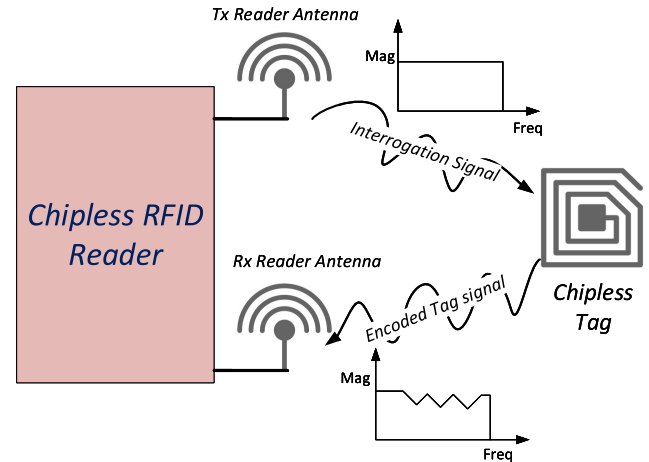 Tx Reader Antenna
Mag
Freq
Interrogation Signal
Chipless RFID
Reader
Rx Reader Antenna
Encoded Tag signal
Chipless
Tag
Mag
Freq